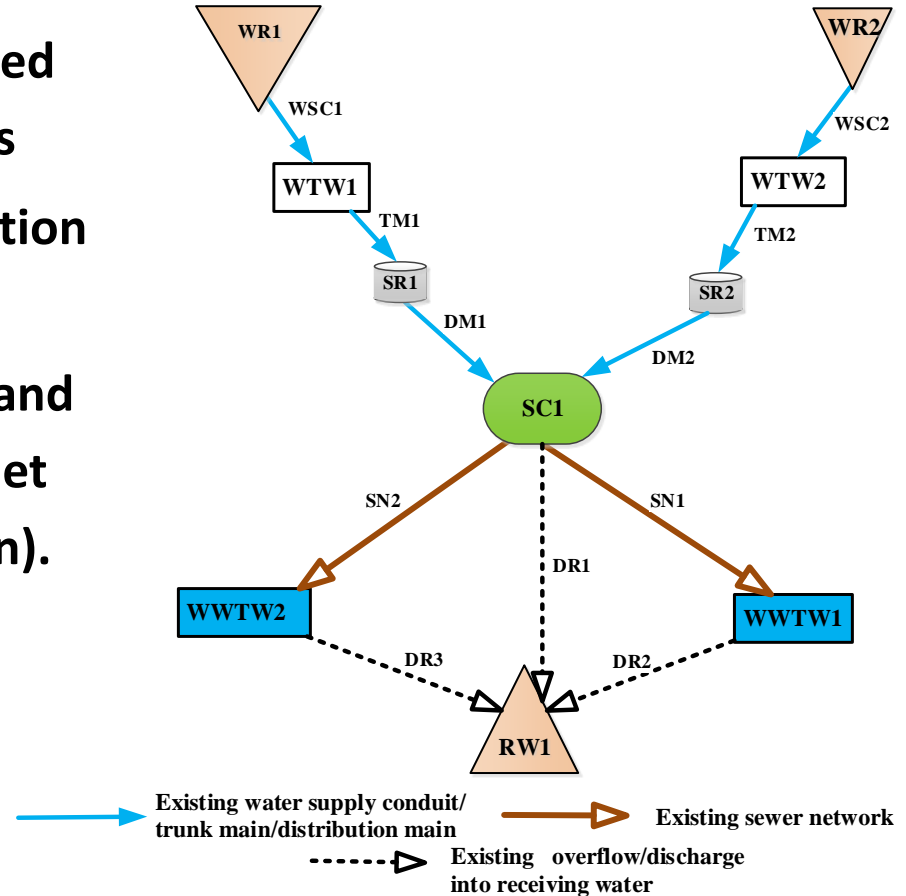 ed
s
tion
and
et
n).
WR1
WR2
WSC1
WSC2
WTW1
WTW2
TM1
TM2
SR1
SR2
DM1
DM2
SC1
SN2
SN1
DR1
WWTW2
WWTW1
DR3
DR2
RW1
Existing water supply conduit/
trunk main/distribution main
Existing sewer network
Existing overflow/discharge
into receiving water